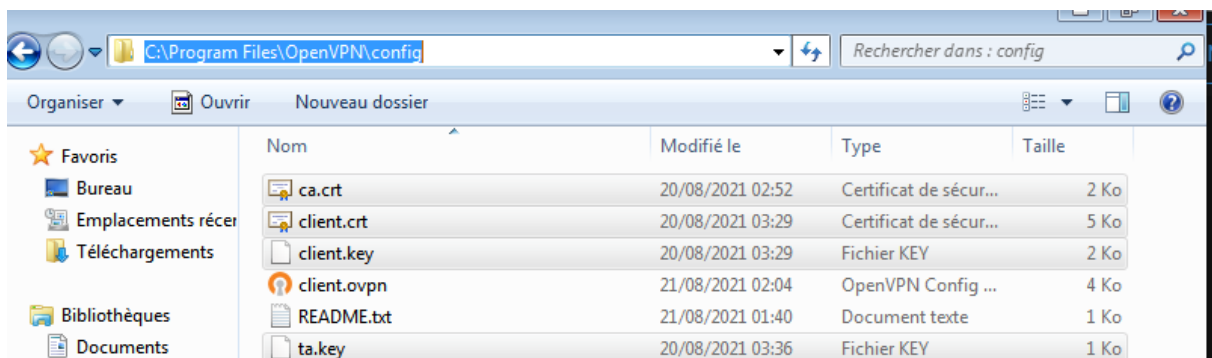 C:\Program Files\OpenVPN\config Rechercher dans : config
Organiser Ouvrir Nouveau dossier
Favoris
Bureau
Emplacements récer
Téléchargements
Bibliothèques
Documents
Nom Modifié le Type Taille
ca.crt 20/08/2021 02:52 Certificat de sécur... 2 Ko
client.crt 20/08/2021 03:29 Certificat de sécur... 5 Ko
client.key 20/08/2021 03:29 Fichier KEY 2 Ko
client.ovpn 21/08/2021 02:04 OpenVPN Config ... 4 Ko
README.txt 21/08/2021 01:40 Document texte 1 Ko
ta.key 20/08/2021 03:36 Fichier KEY 1 Ko